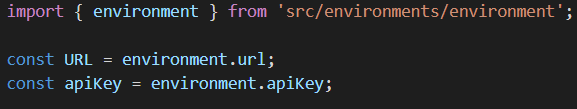 import { environment } from 'src/environments/environment';
const URL = environment.url;
const apiKey = environment.apiKey;